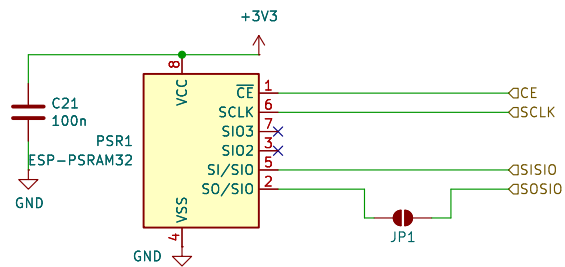 +3V3
8
VCC
C21
100n
PSR1
ESP-PSRAM32
CE 1 CE
SCLK 6 SCLK
SIO3 7
SIO2 3
SI/SIO 5 SISIO
SO/SIO 2 SOSIO
VSS
4
GND
GND
JP1